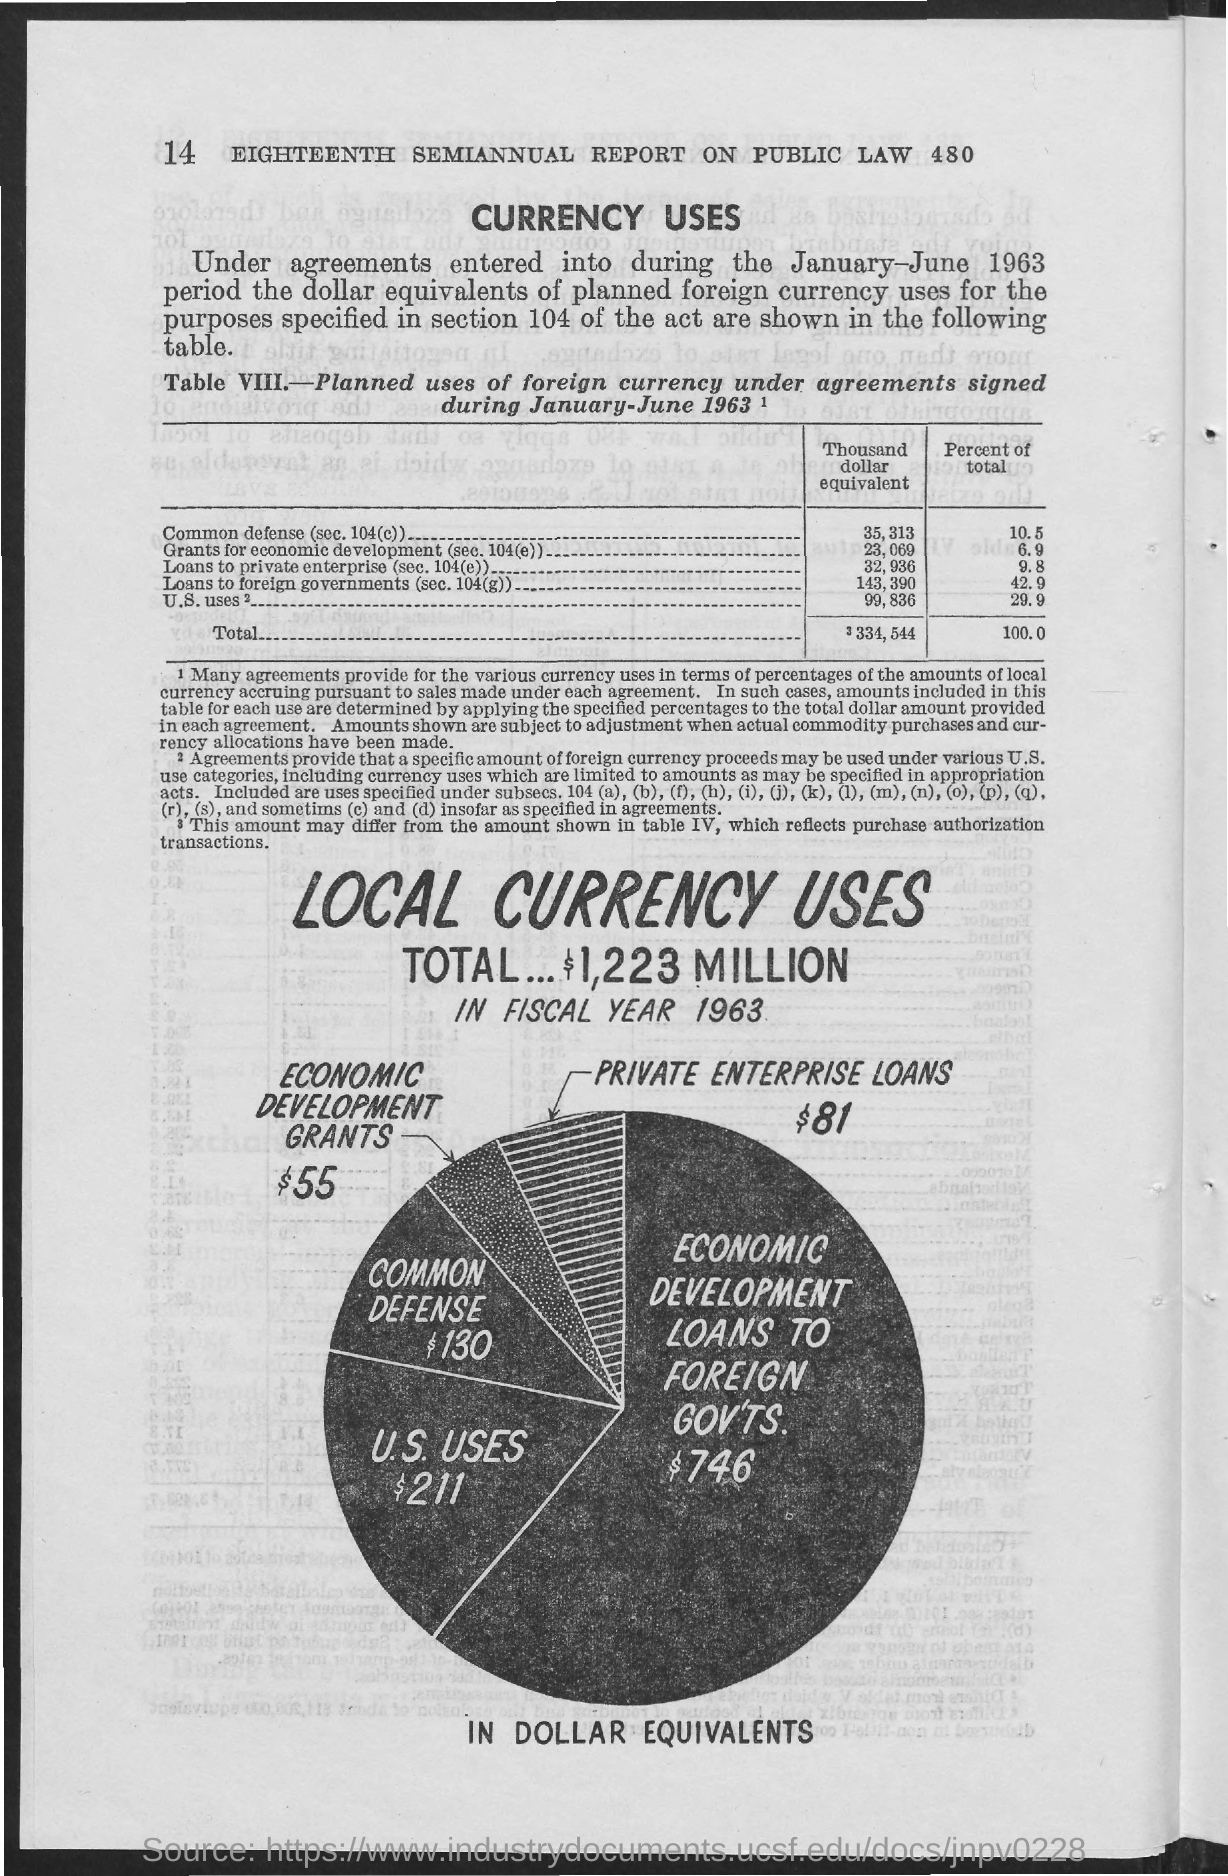 14 EIGHTEENTH SEMIANNUAL REPORT ON PUBLIC LAW 480
CURRENCY USES
Under agreements entered into during the January–June 1963
period the dollar equivalents of planned foreign currency uses for the
purposes specified in section 104 of the act are shown in the following
table.
Table VIII.—Planned uses of foreign currency under agreements signed
during January-June 1963 1
Thousand dollar equivalent Percent of total
Common defense (sec. 104(c)) 35,313 10.5
Grants for economic development (sec. 104(e)) 23,069 6.9
Loans to private enterprise (sec. 104(e)) 32,936 9.8
Loans to foreign governments (sec. 104(g)) 143,390 42.9
U.S. uses 2 99,836 29.9
Total 3 334,544 100.0
1 Many agreements provide for the various currency uses in terms of percentages of the amounts of local
currency accruing pursuant to sales made under each agreement. In such cases, amounts included in this
table for each use are determined by applying the specified percentages to the total dollar amount provided
in each agreement. Amounts shown are subject to adjustment when actual commodity purchases and cur-
rency allocations have been made.
2 Agreements provide that a specific amount of foreign currency proceeds may be used under various U.S.
use categories, including currency uses which are limited to amounts as may be specified in appropriation
acts. Included are uses specified under subsecs. 104 (a), (b), (f), (h), (i), (j), (k), (l), (m), (n), (o), (p), (q),
(r), (s), and sometims (c) and (d) insofar as specified in agreements.
3 This amount may differ from the amount shown in table IV, which reflects purchase authorization
transactions.
LOCAL CURRENCY USES
TOTAL...$1,223 MILLION
IN FISCAL YEAR 1963
ECONOMIC
DEVELOPMENT
GRANTS
$55
PRIVATE ENTERPRISE LOANS
$81
COMMON
DEFENSE
$130
U.S. USES
$211
ECONOMIC
DEVELOPMENT
LOANS TO
FOREIGN
GOV'TS.
$746
IN DOLLAR EQUIVALENTS
Source: https://www.industrydocuments.ucsf.edu/docs/jnpv0228